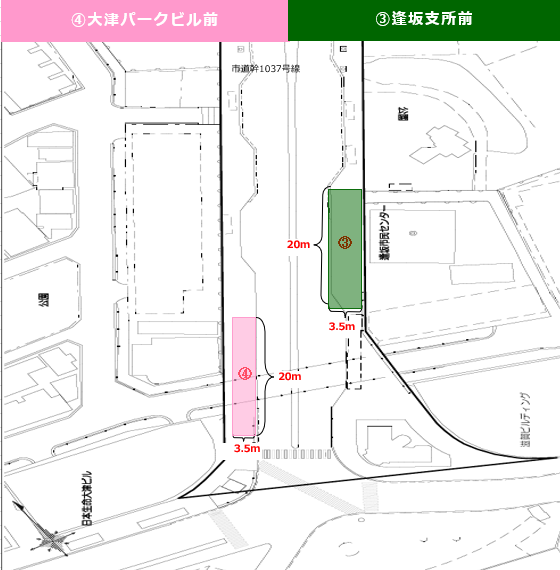 ④大津パークビル前
③逢坂支所前
市道幹1037号線
公園
逢坂市民センター
③
20m
3.5m
公園
④
20m
3.5m
滋賀ビルディング
日本生命大津ビル